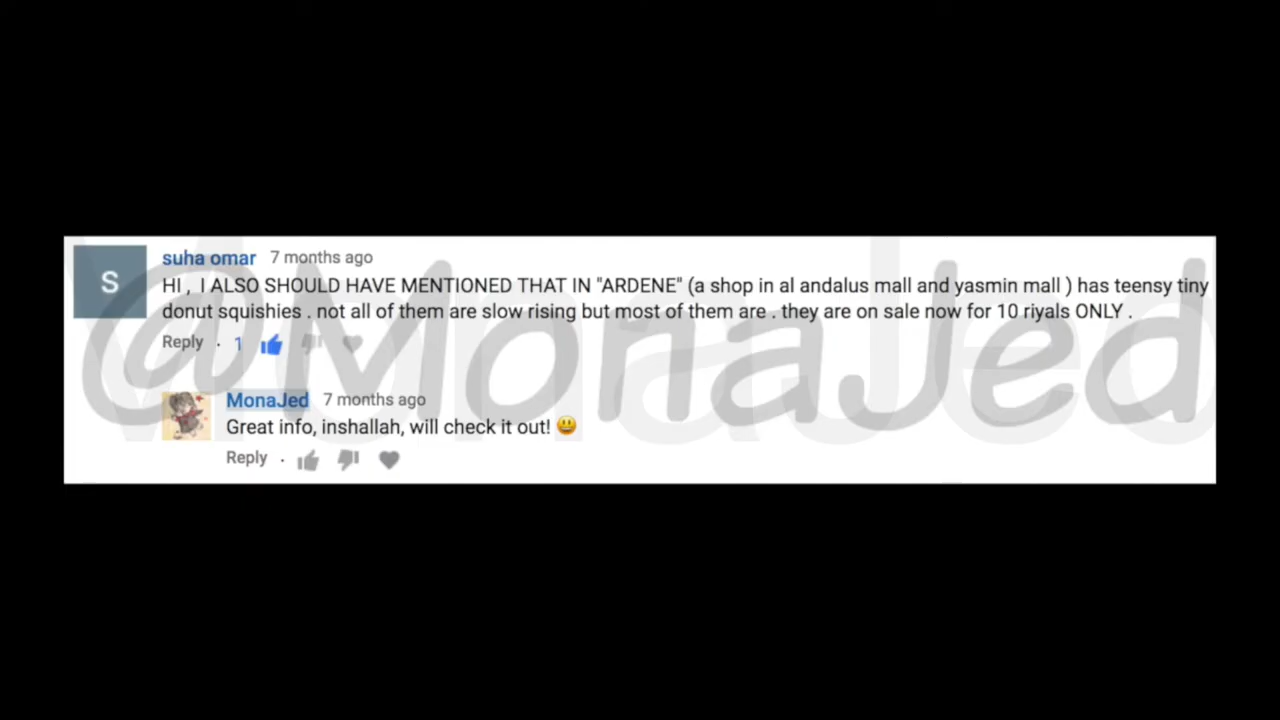 S
suha omar 7 months ago
HI , I ALSO SHOULD HAVE MENTIONED THAT IN "ARDENE" (a shop in al andalus mall and yasmin mall ) has teensy tiny
donut squishies . not all of them are slow rising but most of them are . they are on sale now for 10 riyals ONLY .
Reply · 1
@MonaJed
MonaJed 7 months ago
Great info, inshallah, will check it out! 😃
Reply ·